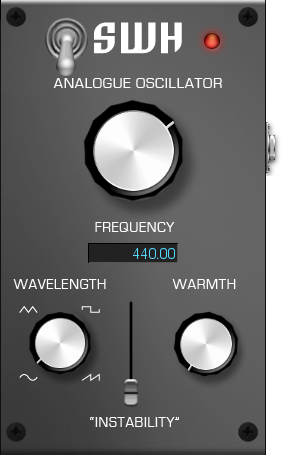 SWH
ANALOGUE OSCILLATOR
FREQUENCY
440.00
WAVELENGTH
WARMTH
"INSTABILITY"